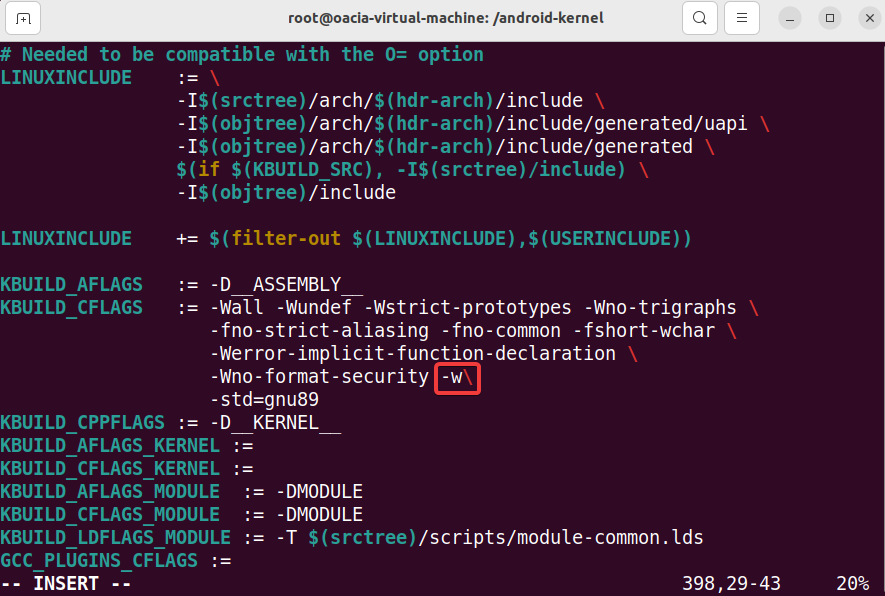 root@oacia-virtual-machine: /android-kernel
# Needed to be compatible with the O= option
LINUXINCLUDE    := \
                -I$(srctree)/arch/$(hdr-arch)/include \
                -I$(objtree)/arch/$(hdr-arch)/include/generated/uapi \
                -I$(objtree)/arch/$(hdr-arch)/include/generated \
                $(if $(KBUILD_SRC), -I$(srctree)/include) \
                -I$(objtree)/include
LINUXINCLUDE    += $(filter-out $(LINUXINCLUDE),$(USERINCLUDE))
KBUILD_AFLAGS   := -D__ASSEMBLY__
KBUILD_CFLAGS   := -Wall -Wundef -Wstrict-prototypes -Wno-trigraphs \
                   -fno-strict-aliasing -fno-common -fshort-wchar \
                   -Werror-implicit-function-declaration \
                   -Wno-format-security -w\
                   -std=gnu89
KBUILD_CPPFLAGS := -D__KERNEL__
KBUILD_AFLAGS_KERNEL :=
KBUILD_CFLAGS_KERNEL :=
KBUILD_AFLAGS_MODULE  := -DMODULE
KBUILD_CFLAGS_MODULE  := -DMODULE
KBUILD_LDFLAGS_MODULE := -T $(srctree)/scripts/module-common.lds
GCC_PLUGINS_CFLAGS :=
-- INSERT --                                                  398,29-43     20%